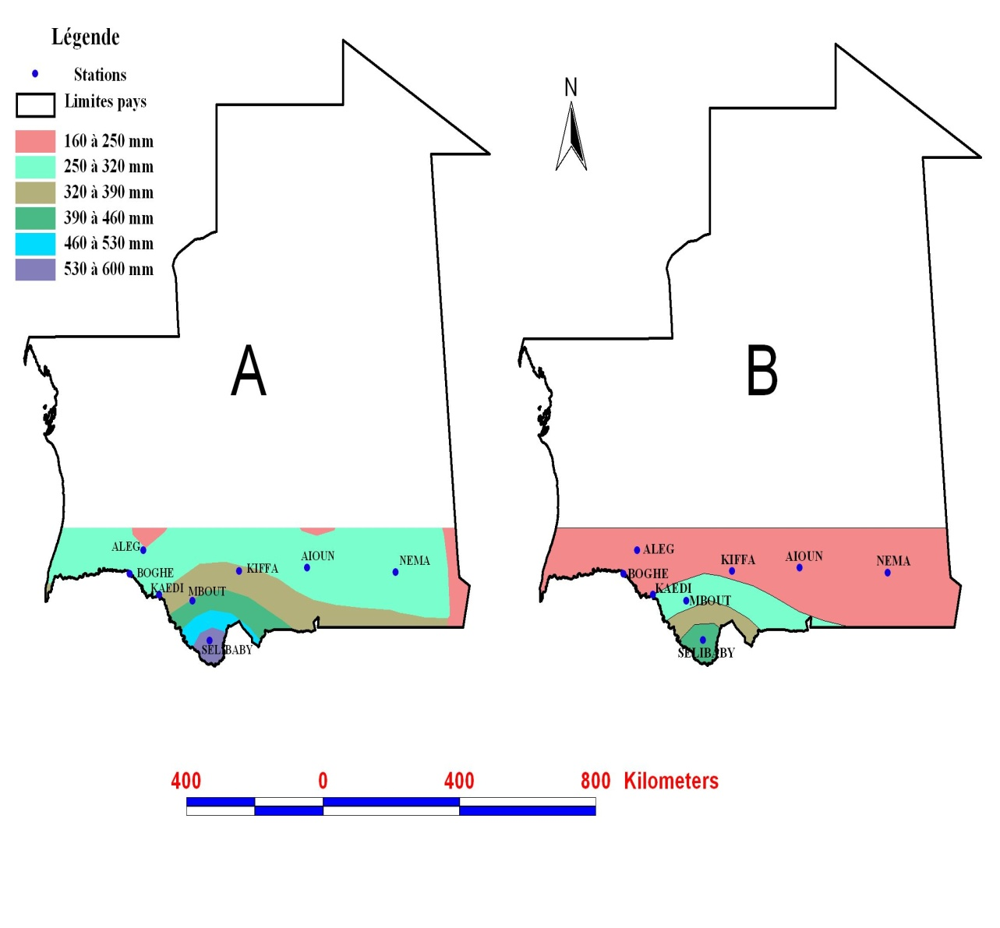 Légende
Stations
Limites pays
160 à 250 mm
250 à 320 mm
320 à 390 mm
390 à 460 mm
460 à 530 mm
530 à 600 mm
N
A
B
ALEG
BOGHE
KAEDI
MBOUT
KIFFA
AIOUN
NEMA
SELIBABY
ALEG
BOGHE
KAEDI
MBOUT
KIFFA
AIOUN
NEMA
SELIBABY
400 0 400 800 Kilometers